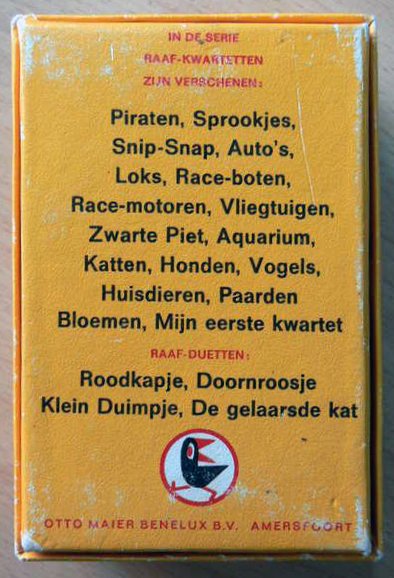 IN DE SERIE
RAAF-KWARTETTEN
ZIJN VERSCHENEN:
Piraten, Sprookjes,
Snip-Snap, Auto's,
Loks, Race-boten,
Race-motoren, Vliegtuigen,
Zwarte Piet, Aquarium,
Katten, Honden, Vogels,
Huisdieren, Paarden
Bloemen, Mijn eerste kwartet
RAAF-DUETTEN:
Roodkapje, Doornroosje
Klein Duimpje, De gelaarsde kat
OTTO MAIER BENELUX B.V. AMERSFOORT